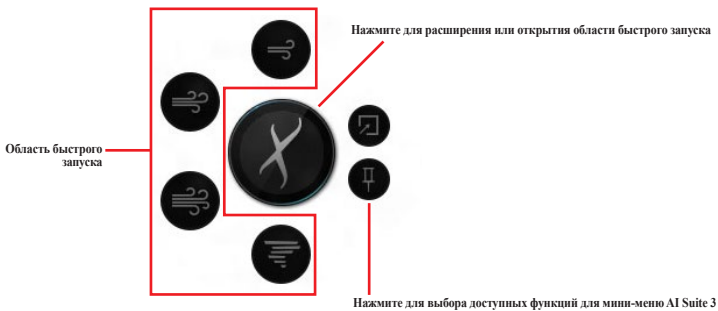 Нажмите для расширения или открытия области быстрого запуска
Область быстрого
запуска
Нажмите для выбора доступных функций для мини-меню AI Suite 3